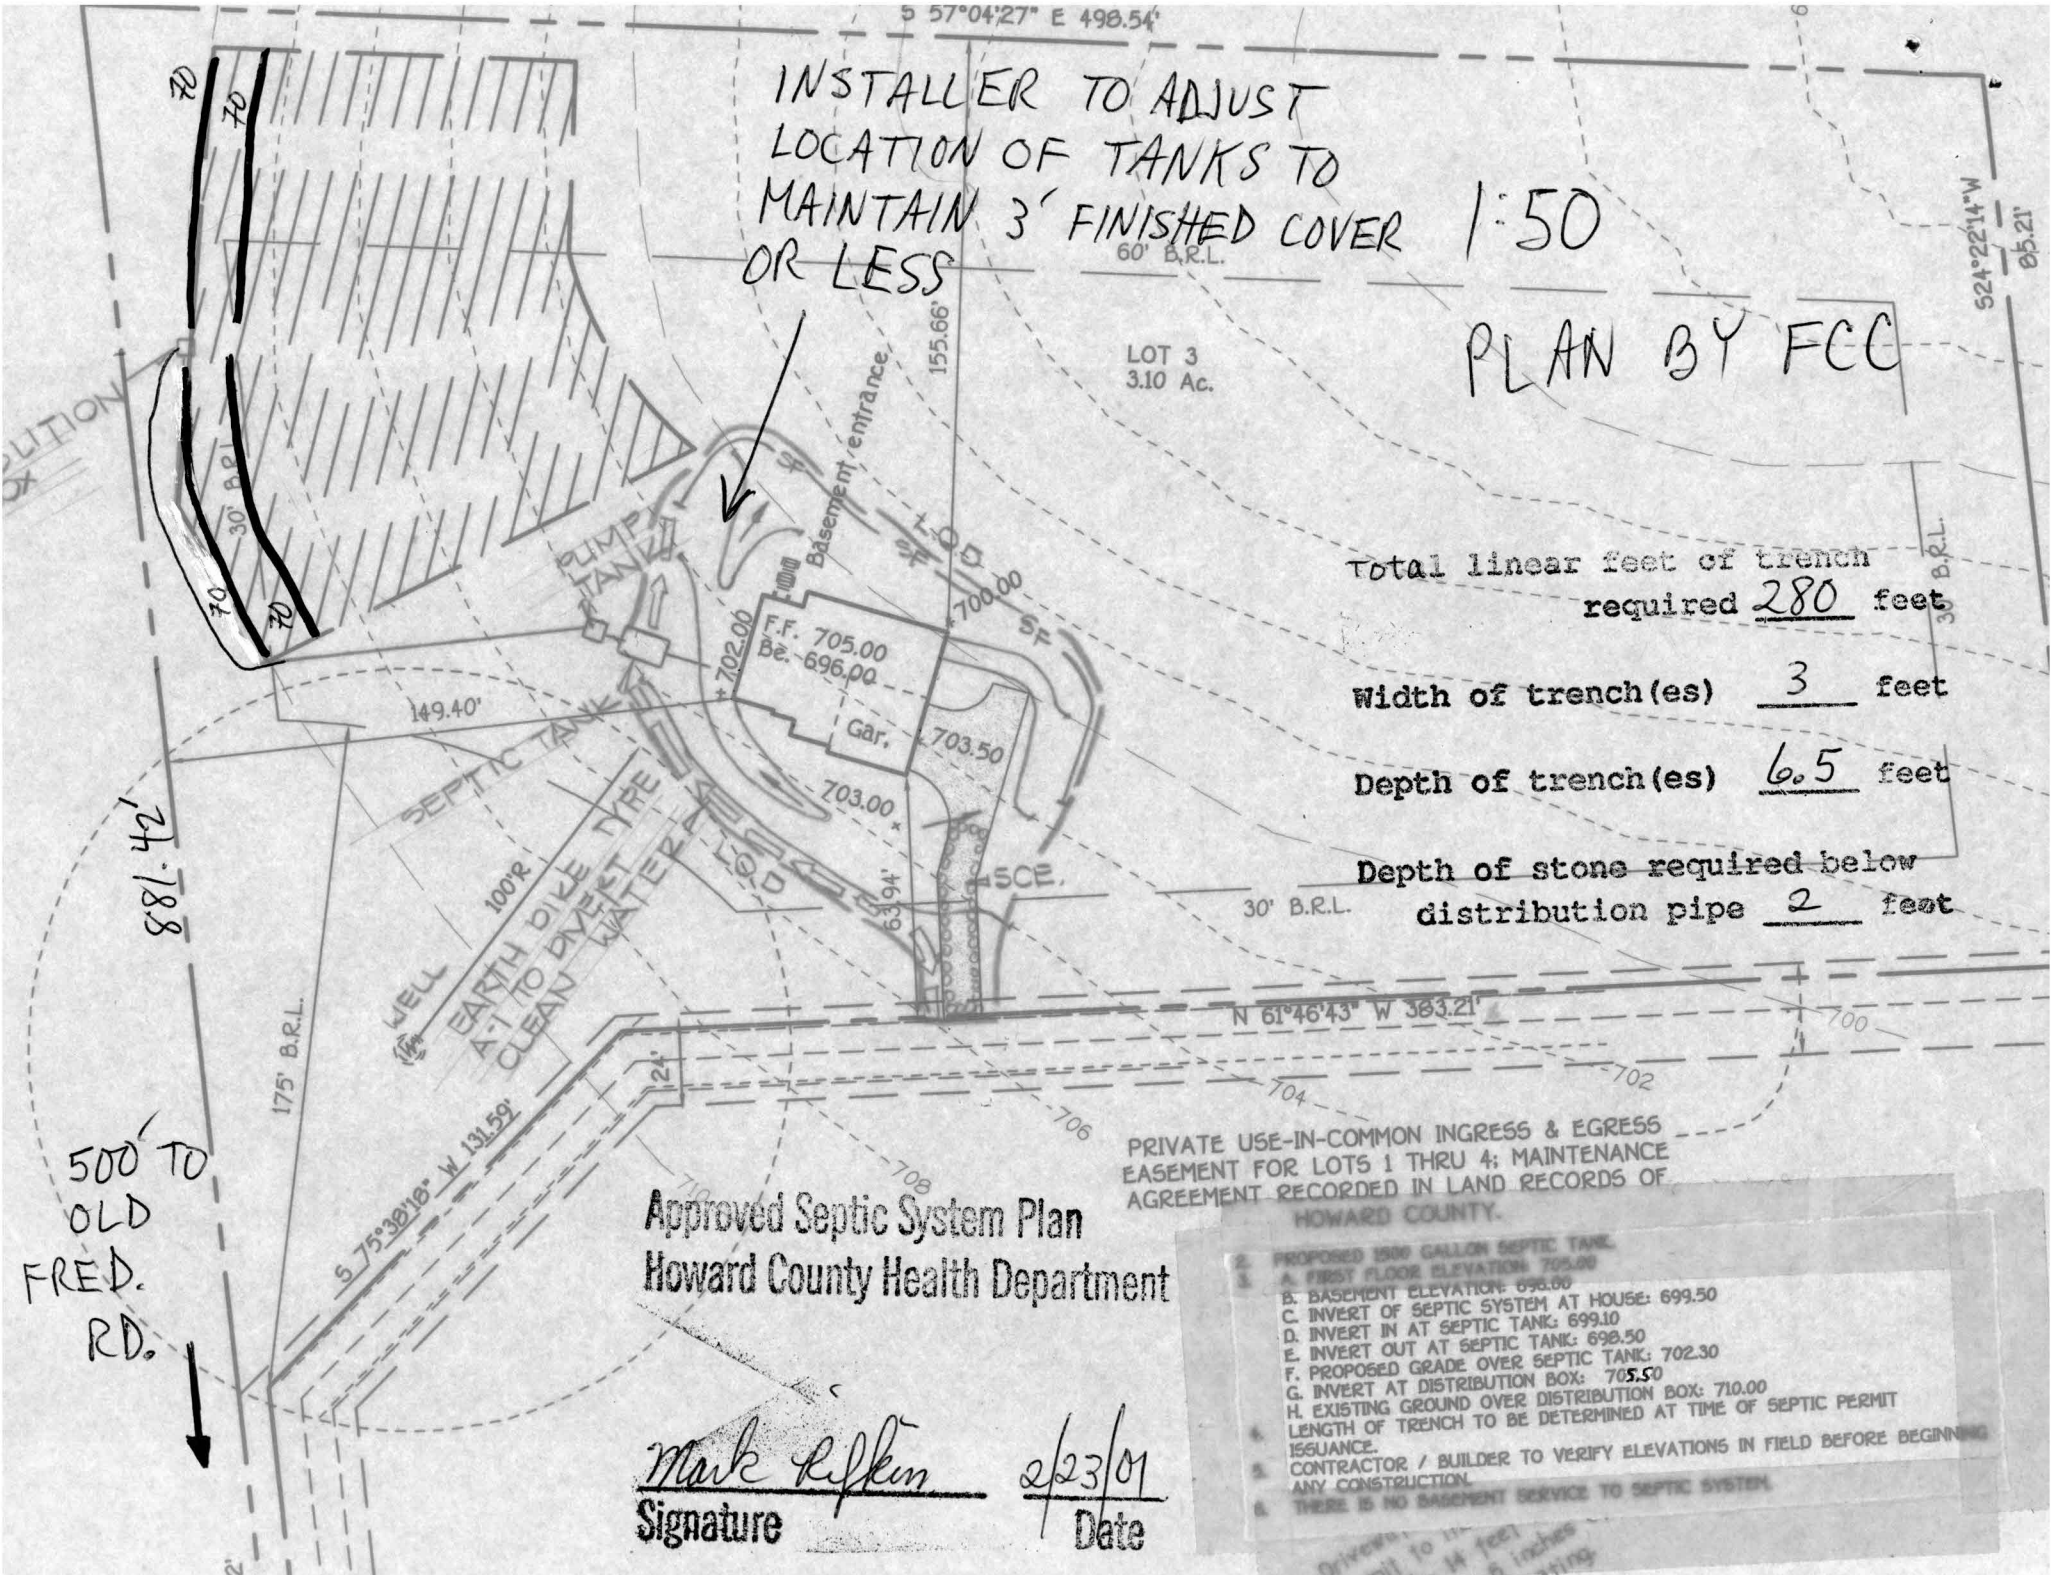 S 57°04'27" E 498.54'
70
70
INSTALLER TO ADJUST
LOCATION OF TANKS TO
MAINTAIN 3' FINISHED COVER
OR LESS
1:50
PLAN BY FCC
S24°22'14"W
85.21'
60' B.R.L.
155.66'
LOT 3
3.10 Ac.
Basement entrance
30' B.R.L.
PUMP
TANK
SF
L.O.D
SF
700.00
SF
702.00
F.F. 705.00
Be. 696.00
Gar.
703.50
703.00
70
70
149.40'
SEPTIC TANK
Total linear feet of trench
required 280 feet
Width of trench(es) 3 feet
Depth of trench(es) 6.5 feet
Depth of stone required below
distribution pipe 2 feet
30' B.R.L.
881.42'
100'R
WELL
EARTH DIKE TYPE
A-1 TO DIVERT
CLEAN WATER
L.O.D
63.94'
SCE.
30' B.R.L.
N 61°46'43" W 383.21'
175' B.R.L.
24'
S 75°38'18" W 131.59'
700
702
704
706
708
710
500' TO
OLD
FRED.
RD.
PRIVATE USE-IN-COMMON INGRESS & EGRESS
EASEMENT FOR LOTS 1 THRU 4; MAINTENANCE
AGREEMENT RECORDED IN LAND RECORDS OF
HOWARD COUNTY.
Approved Septic System Plan
Howard County Health Department
Mark Rifkin 2/23/01
Signature Date
2. PROPOSED 1500 GALLON SEPTIC TANK.
3. A. FIRST FLOOR ELEVATION: 705.00
B. BASEMENT ELEVATION: 696.00
C. INVERT OF SEPTIC SYSTEM AT HOUSE: 699.50
D. INVERT IN AT SEPTIC TANK: 699.10
E. INVERT OUT AT SEPTIC TANK: 698.50
F. PROPOSED GRADE OVER SEPTIC TANK: 702.30
G. INVERT AT DISTRIBUTION BOX: 705.50
H. EXISTING GROUND OVER DISTRIBUTION BOX: 710.00
4. LENGTH OF TRENCH TO BE DETERMINED AT TIME OF SEPTIC PERMIT
ISSUANCE.
5. CONTRACTOR / BUILDER TO VERIFY ELEVATIONS IN FIELD BEFORE BEGINNING
ANY CONSTRUCTION.
6. THERE IS NO BASEMENT SERVICE TO SEPTIC SYSTEM.
14 feet
inches